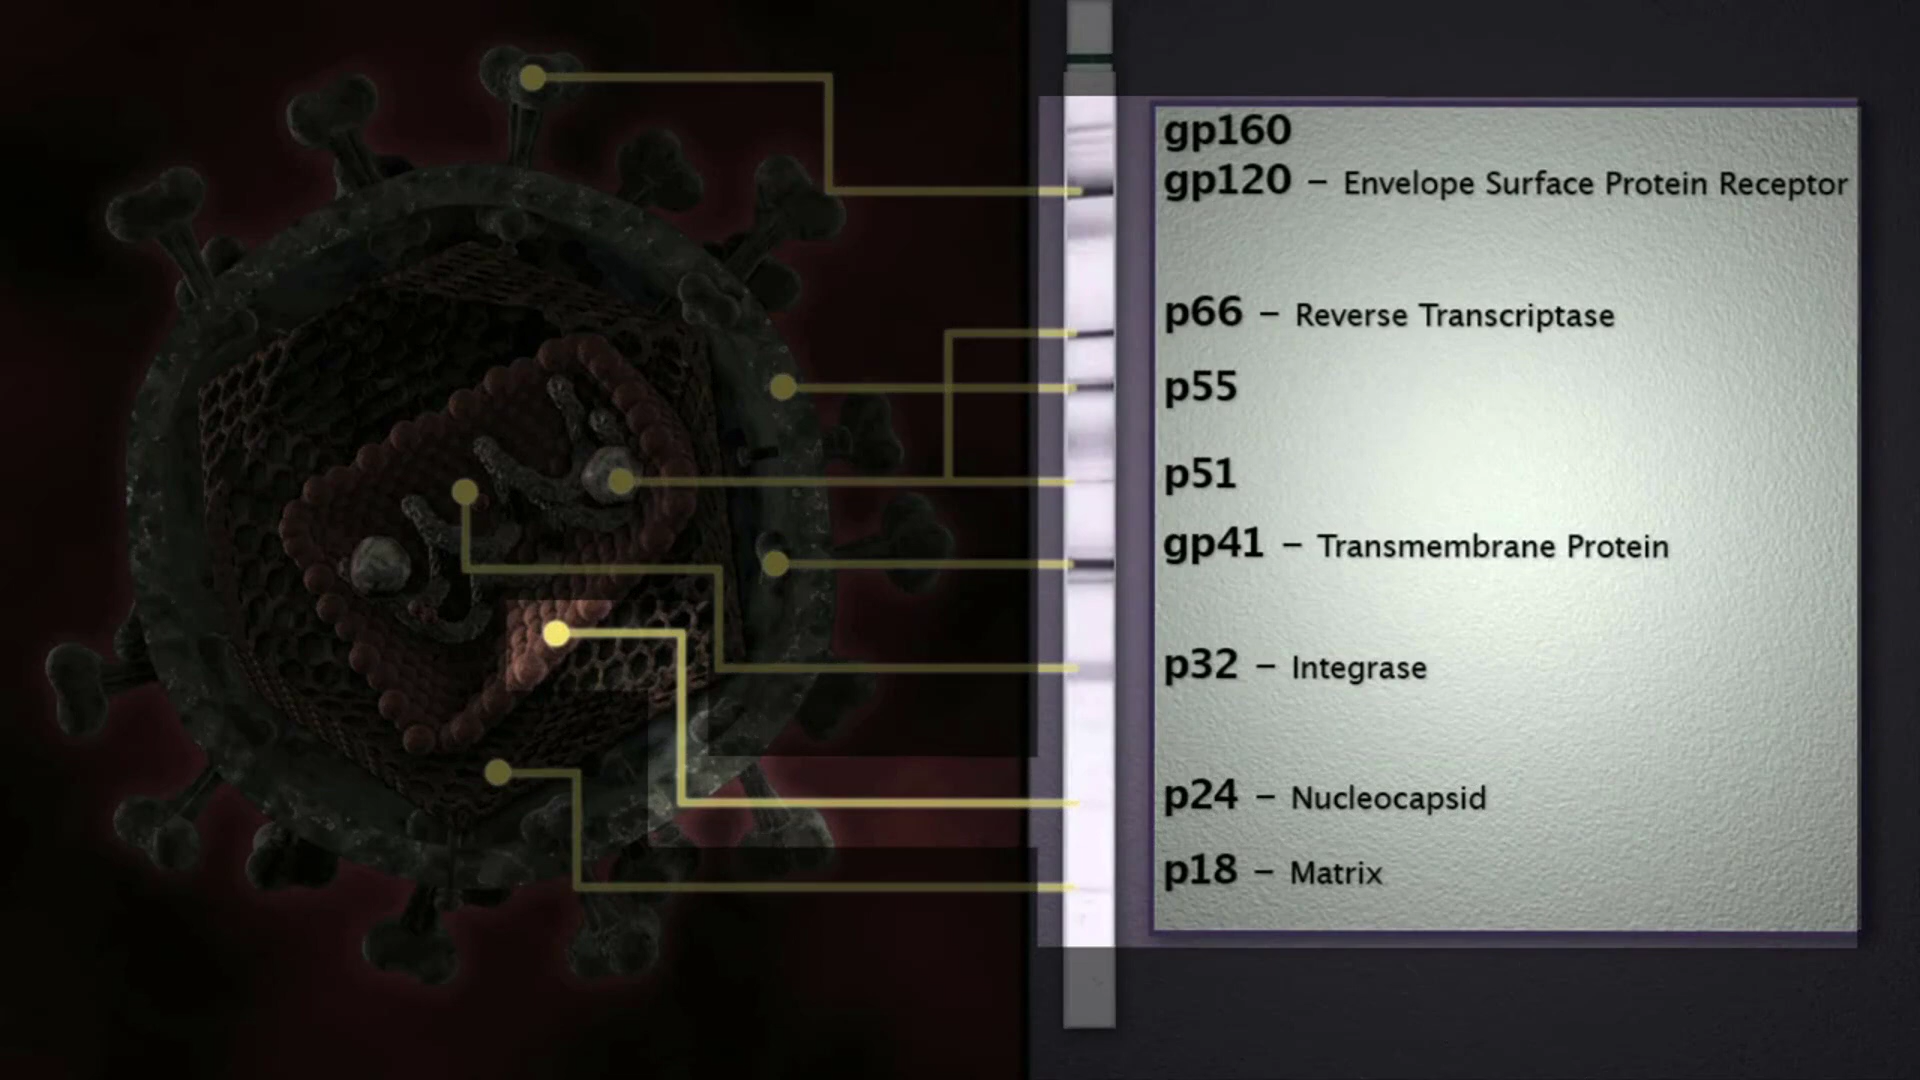 gp160
gp120 – Envelope Surface Protein Receptor
p66 – Reverse Transcriptase
p55
p51
gp41 – Transmembrane Protein
p32 – Integrase
p24 – Nucleocapsid
p18 – Matrix